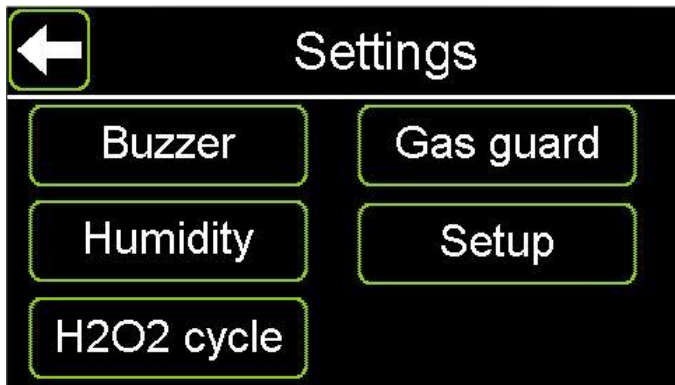 Settings
Buzzer
Gas guard
Humidity
Setup
H2O2 cycle